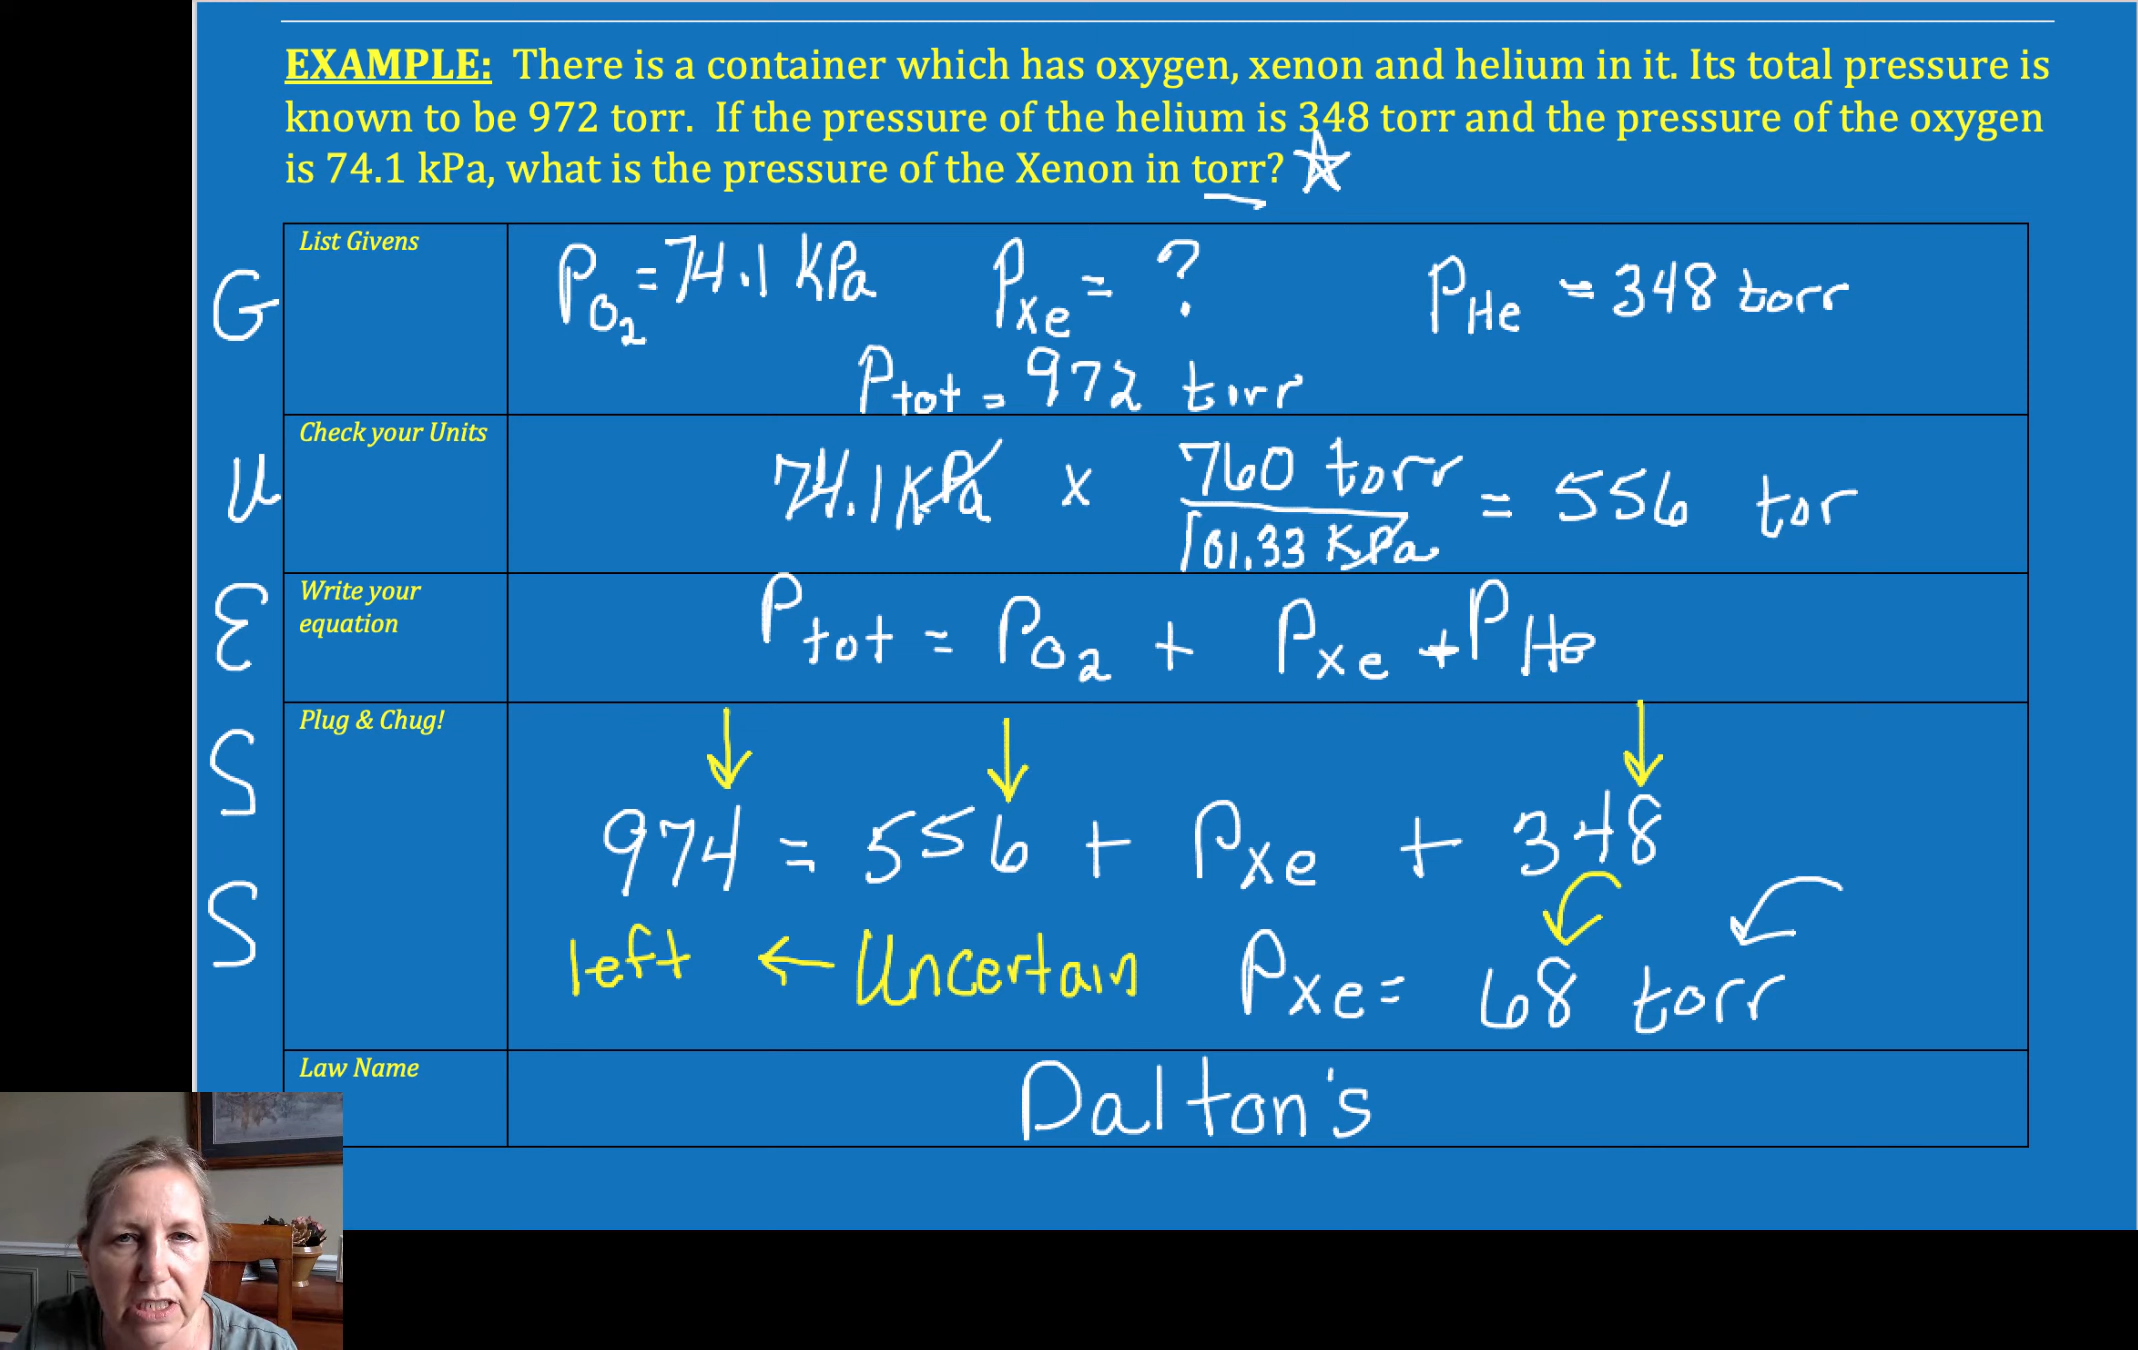 EXAMPLE: There is a container which has oxygen, xenon and helium in it. Its total pressure is
known to be 972 torr. If the pressure of the helium is 348 torr and the pressure of the oxygen
is 74.1 kPa, what is the pressure of the Xenon in torr?
G
List Givens
P O2 = 74.1 KPa PXe = ? PHe = 348 torr
Ptot = 972 torr
U
Check your Units
74.1 KPa x 760 torr / 101.33 KPa = 556 tor
E
Write your
equation
Ptot = PO2 + PXe + PHe
S
Plug & Chug!
974 = 556 + PXe + 348
S
left ← Uncertain PXe = 68 torr
Law Name
Dalton's